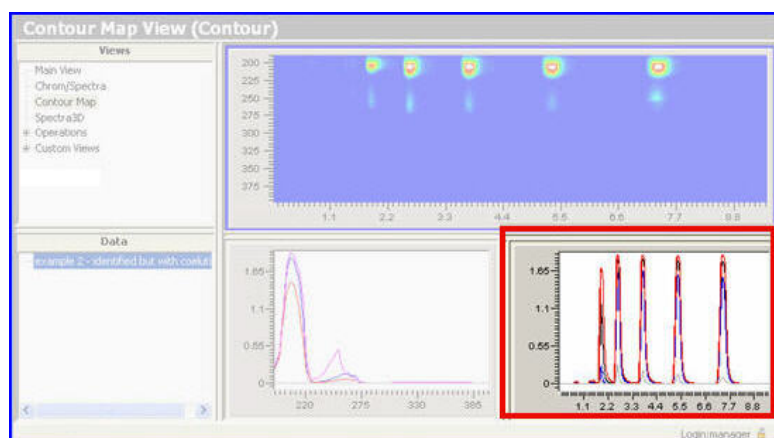 Contour Map View (Contour)
Views
Main View
Chrom/Spectra
Contour Map
Spectra3D
Operations
Custom Views
200
225
250
275
300
325
350
375
1.1 2.2 3.3 4.4 5.5 6.6 7.7 8.8
Data
example 2 - identified but with coeluti
1.65
1.1
0.55
0
220 275 330 385
1.65
1.1
0.55
0
1.1 2.2 3.3 4.4 5.5 6.6 7.7 8.8
Login:manager